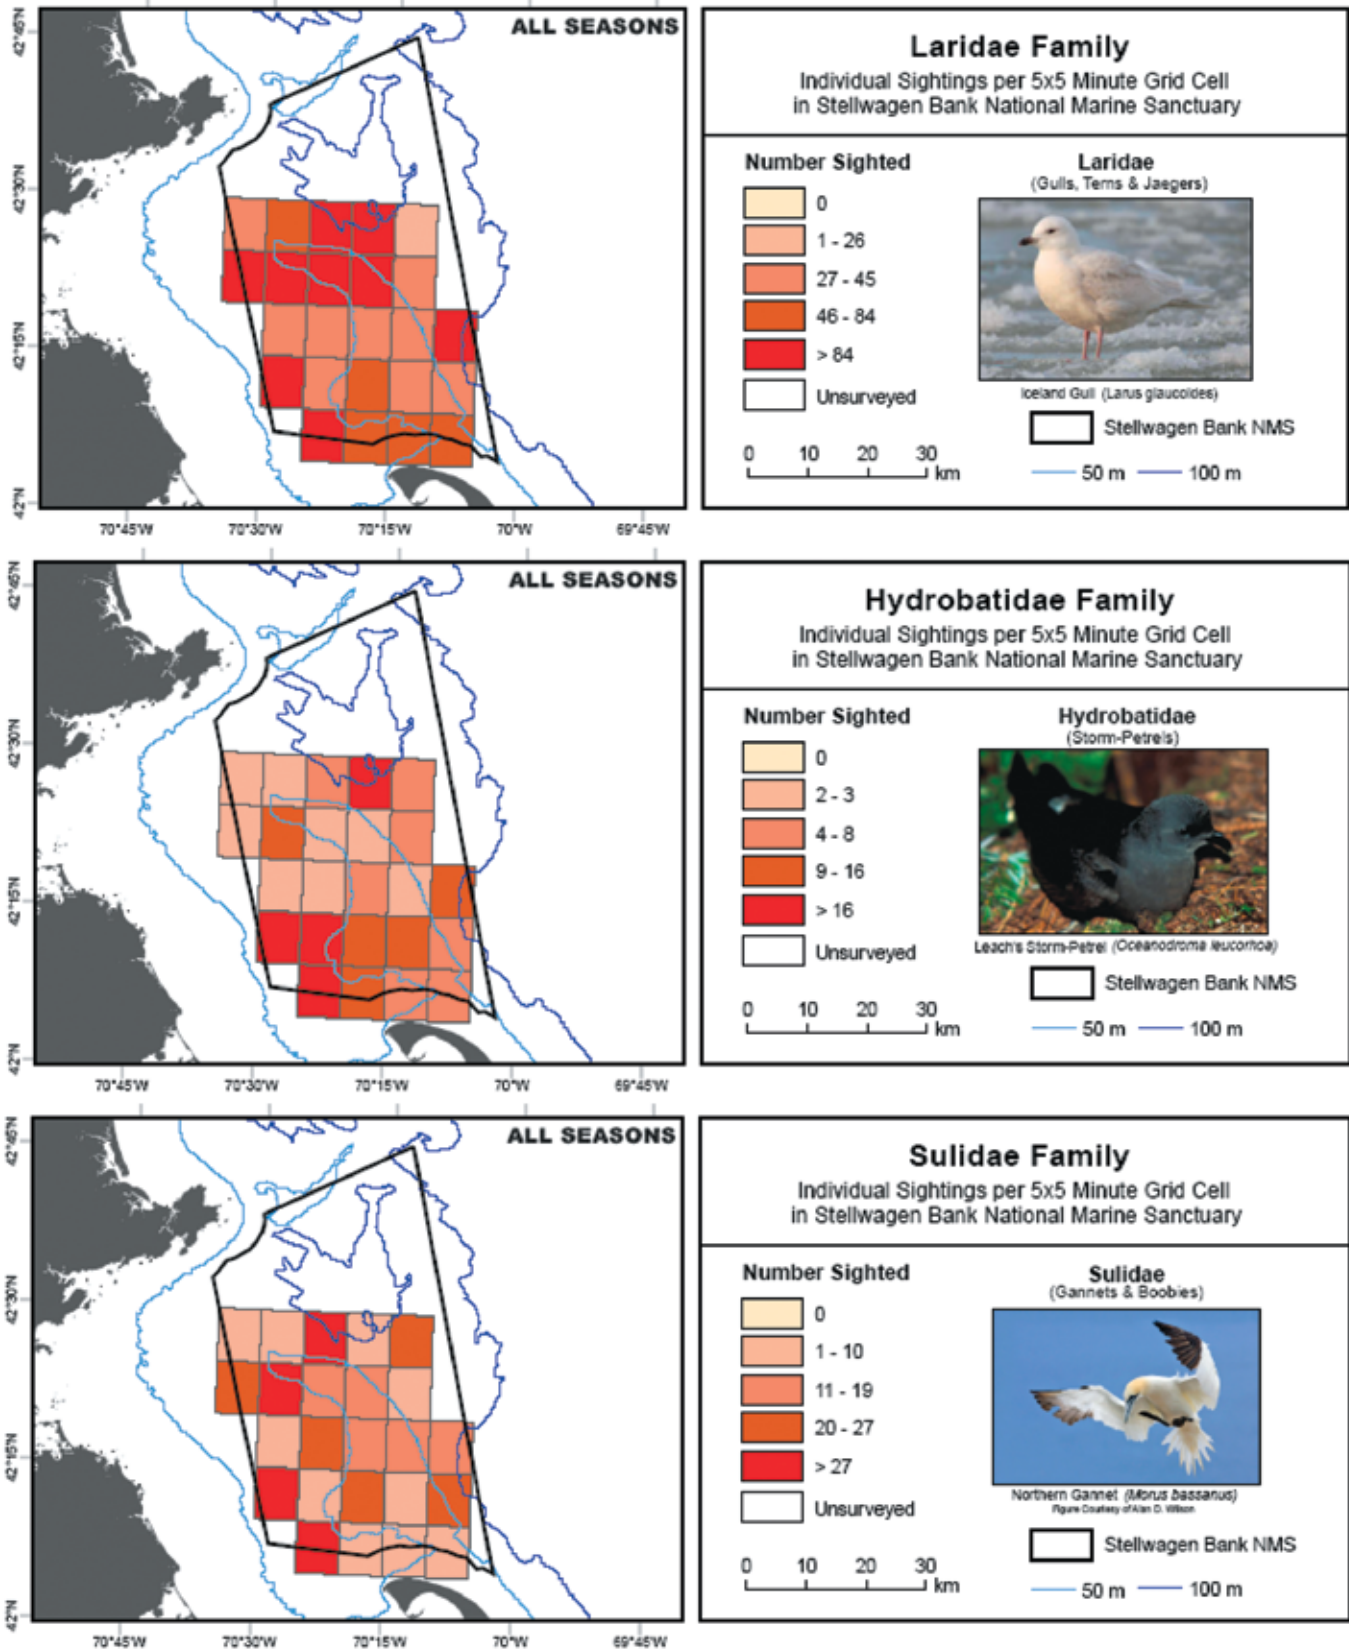 ALL SEASONS
42°45'N
42°30'N
42°15'N
42°N
70°45'W
70°30'W
70°15'W
70°W
69°45'W
Laridae Family
Individual Sightings per 5x5 Minute Grid Cell
in Stellwagen Bank National Marine Sanctuary
Number Sighted
0
1 - 26
27 - 45
46 - 84
> 84
Unsurveyed
0 10 20 30
km
Laridae
(Gulls, Terns & Jaegers)
Iceland Gull (Larus glaucoides)
Stellwagen Bank NMS
50 m 100 m
ALL SEASONS
42°45'N
42°30'N
42°15'N
42°N
70°45'W
70°30'W
70°15'W
70°W
69°45'W
Hydrobatidae Family
Individual Sightings per 5x5 Minute Grid Cell
in Stellwagen Bank National Marine Sanctuary
Number Sighted
0
2 - 3
4 - 8
9 - 16
> 16
Unsurveyed
0 10 20 30
km
Hydrobatidae
(Storm-Petrels)
Leach's Storm-Petrel (Oceanodroma leucorhoa)
Stellwagen Bank NMS
50 m 100 m
ALL SEASONS
42°45'N
42°30'N
42°15'N
42°N
70°45'W
70°30'W
70°15'W
70°W
69°45'W
Sulidae Family
Individual Sightings per 5x5 Minute Grid Cell
in Stellwagen Bank National Marine Sanctuary
Number Sighted
0
1 - 10
11 - 19
20 - 27
> 27
Unsurveyed
0 10 20 30
km
Sulidae
(Gannets & Boobies)
Northern Gannet (Morus bassanus)
Figure Courtesy of Alan D. Wilson
Stellwagen Bank NMS
50 m 100 m